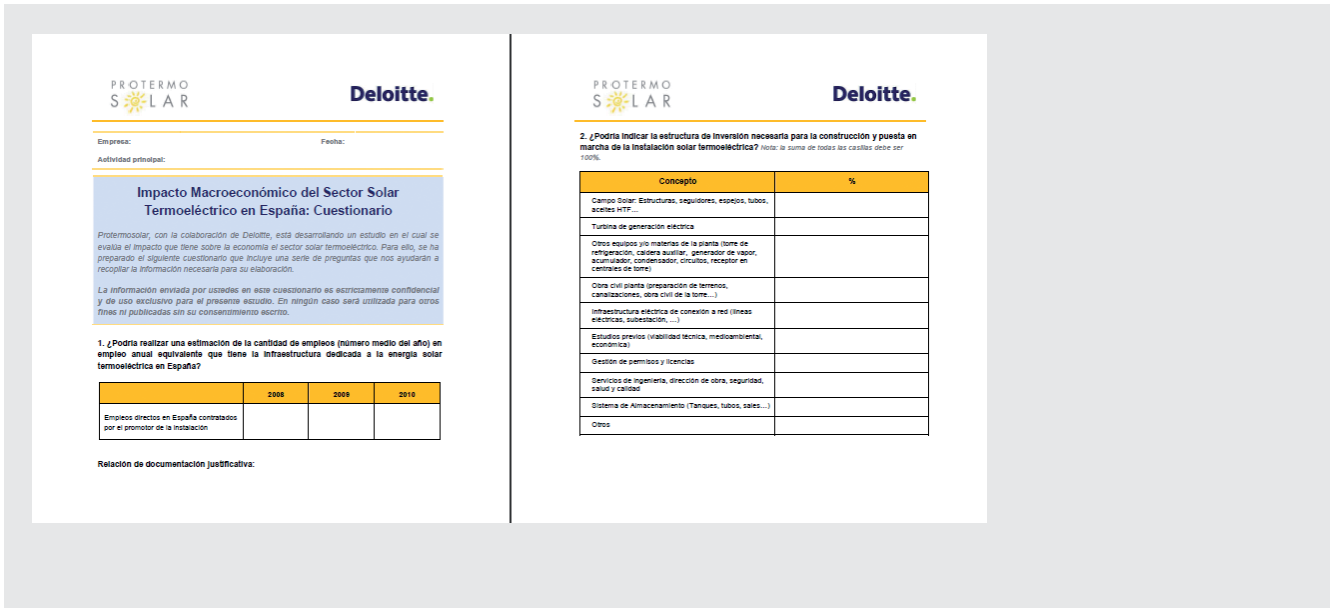 PROTERMO
SOLAR
Deloitte.
Empresa: Fecha:
Actividad principal:
Impacto Macroeconómico del Sector Solar
Termoeléctrico en España: Cuestionario
Protermosolar, con la colaboración de Deloitte, está desarrollando un estudio en el cual se
evalúa el impacto que tiene sobre la economía el sector solar termoeléctrico. Para ello, se ha
preparado el siguiente cuestionario que incluye una serie de preguntas que nos ayudarán a
recopilar la información necesaria para su elaboración.
La información enviada por ustedes en este cuestionario es estrictamente confidencial
y de uso exclusivo para el presente estudio. En ningún caso será utilizada para otros
fines ni publicadas sin su consentimiento escrito.
1. ¿Podría realizar una estimación de la cantidad de empleos (número medio del año) en
empleo anual equivalente que tiene la infraestructura dedicada a la energía solar
termoeléctrica en España?
2008 2009 2010
Empleos directos en España contratados
por el promotor de la instalación
Relación de documentación justificativa:
PROTERMO
SOLAR
Deloitte.
2. ¿Podría indicar la estructura de inversión necesaria para la construcción y puesta en
marcha de la instalación solar termoeléctrica? Nota: la suma de todas las casillas debe ser
100%.
Concepto %
Campo Solar: Estructuras, seguidores, espejos, tubos,
aceites HTF…
Turbina de generación eléctrica
Otros equipos y/o materias de la planta (torre de
refrigeración, caldera auxiliar, generador de vapor,
acumulador, condensador, circuitos, receptor en
centrales de torre)
Obra civil planta (preparación de terrenos,
canalizaciones, obra civil de la torre…)
Infraestructura eléctrica de conexión a red (líneas
eléctricas, subestación, …)
Estudios previos (viabilidad técnica, medioambiental,
económica)
Gestión de permisos y licencias
Servicios de ingeniería, dirección de obra, seguridad,
salud y calidad
Sistema de Almacenamiento (Tanques, tubos, sales…)
Otros